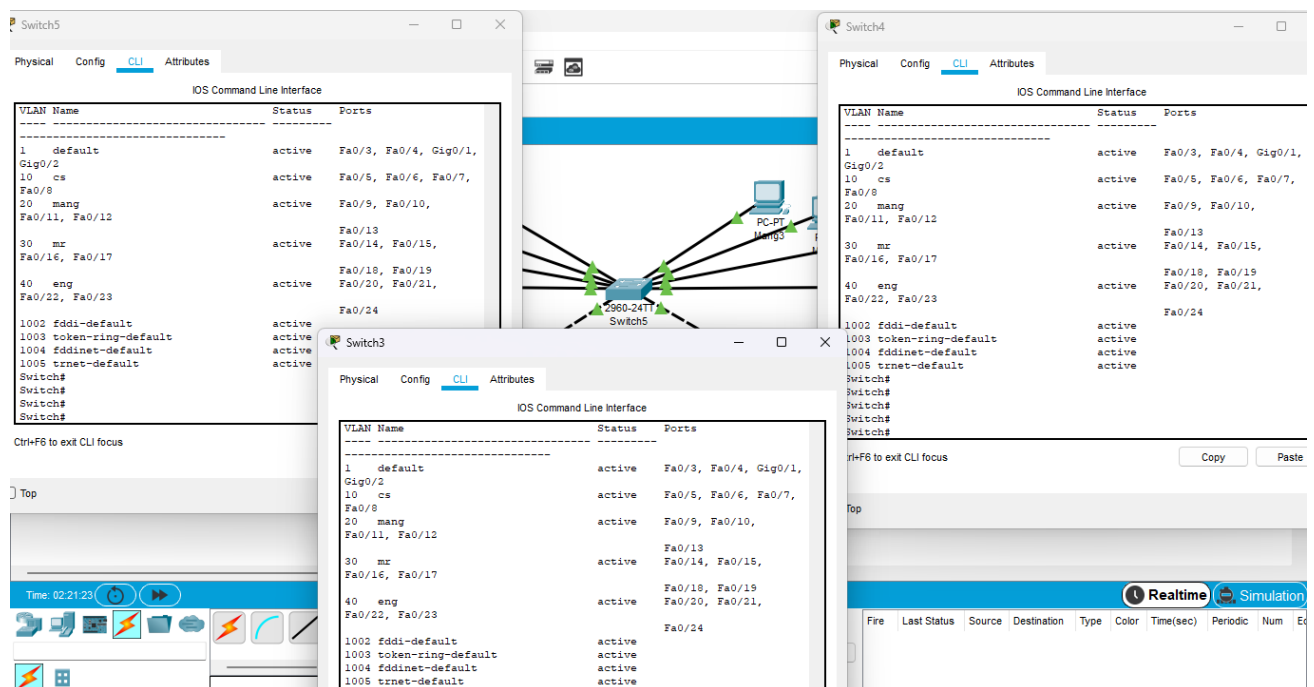 Switch5
Physical Config CLI Attributes
IOS Command Line Interface
VLAN Name Status Ports
---- -------------------------------- ---------
-------------------------------
1 default active Fa0/3, Fa0/4, Gig0/1,
Gig0/2
10 cs active Fa0/5, Fa0/6, Fa0/7,
Fa0/8
20 mang active Fa0/9, Fa0/10,
Fa0/11, Fa0/12
Fa0/13
30 mr active Fa0/14, Fa0/15,
Fa0/16, Fa0/17
Fa0/18, Fa0/19
40 eng active Fa0/20, Fa0/21,
Fa0/22, Fa0/23
Fa0/24
1002 fddi-default active
1003 token-ring-default active
1004 fddinet-default active
1005 trnet-default active
Switch#
Switch#
Switch#
Switch#
Ctrl+F6 to exit CLI focus
Top
PC-PT
Mang3
2960-24TT
Switch5
Switch4
Physical Config CLI Attributes
IOS Command Line Interface
VLAN Name Status Ports
---- -------------------------------- ---------
-------------------------------
1 default active Fa0/3, Fa0/4, Gig0/1,
Gig0/2
10 cs active Fa0/5, Fa0/6, Fa0/7,
Fa0/8
20 mang active Fa0/9, Fa0/10,
Fa0/11, Fa0/12
Fa0/13
30 mr active Fa0/14, Fa0/15,
Fa0/16, Fa0/17
Fa0/18, Fa0/19
40 eng active Fa0/20, Fa0/21,
Fa0/22, Fa0/23
Fa0/24
1002 fddi-default active
1003 token-ring-default active
1004 fddinet-default active
1005 trnet-default active
Switch#
Switch#
Switch#
Switch#
Switch#
Ctrl+F6 to exit CLI focus
Copy Paste
Top
Switch3
Physical Config CLI Attributes
IOS Command Line Interface
VLAN Name Status Ports
---- -------------------------------- ---------
-------------------------------
1 default active Fa0/3, Fa0/4, Gig0/1,
Gig0/2
10 cs active Fa0/5, Fa0/6, Fa0/7,
Fa0/8
20 mang active Fa0/9, Fa0/10,
Fa0/11, Fa0/12
Fa0/13
30 mr active Fa0/14, Fa0/15,
Fa0/16, Fa0/17
Fa0/18, Fa0/19
40 eng active Fa0/20, Fa0/21,
Fa0/22, Fa0/23
Fa0/24
1002 fddi-default active
1003 token-ring-default active
1004 fddinet-default active
1005 trnet-default active
Time: 02:21:23
Realtime Simulation
Fire Last Status Source Destination Type Color Time(sec) Periodic Num